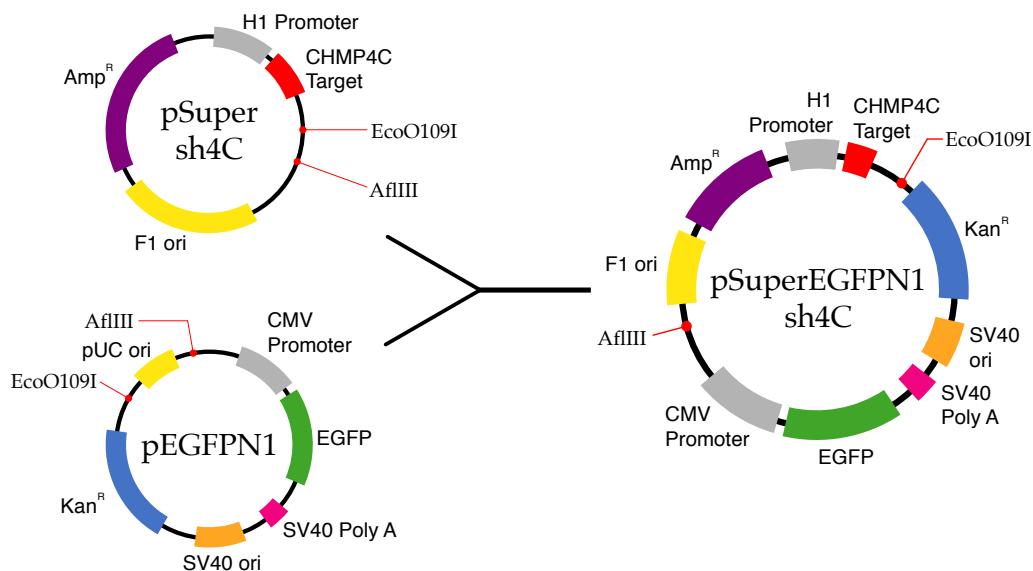 H1 Promoter
CHMP4C
Target
Amp^R
pSuper
sh4C
EcoO109I
AflIII
F1 ori
AflIII
pUC ori
CMV
Promoter
EcoO109I
pEGFPN1
EGFP
Kan^R
SV40 Poly A
SV40 ori
H1
Promoter
CHMP4C
Target
EcoO109I
Amp^R
Kan^R
F1 ori
pSuperEGFPN1
sh4C
AflIII
SV40
ori
SV40
Poly A
CMV
Promoter
EGFP